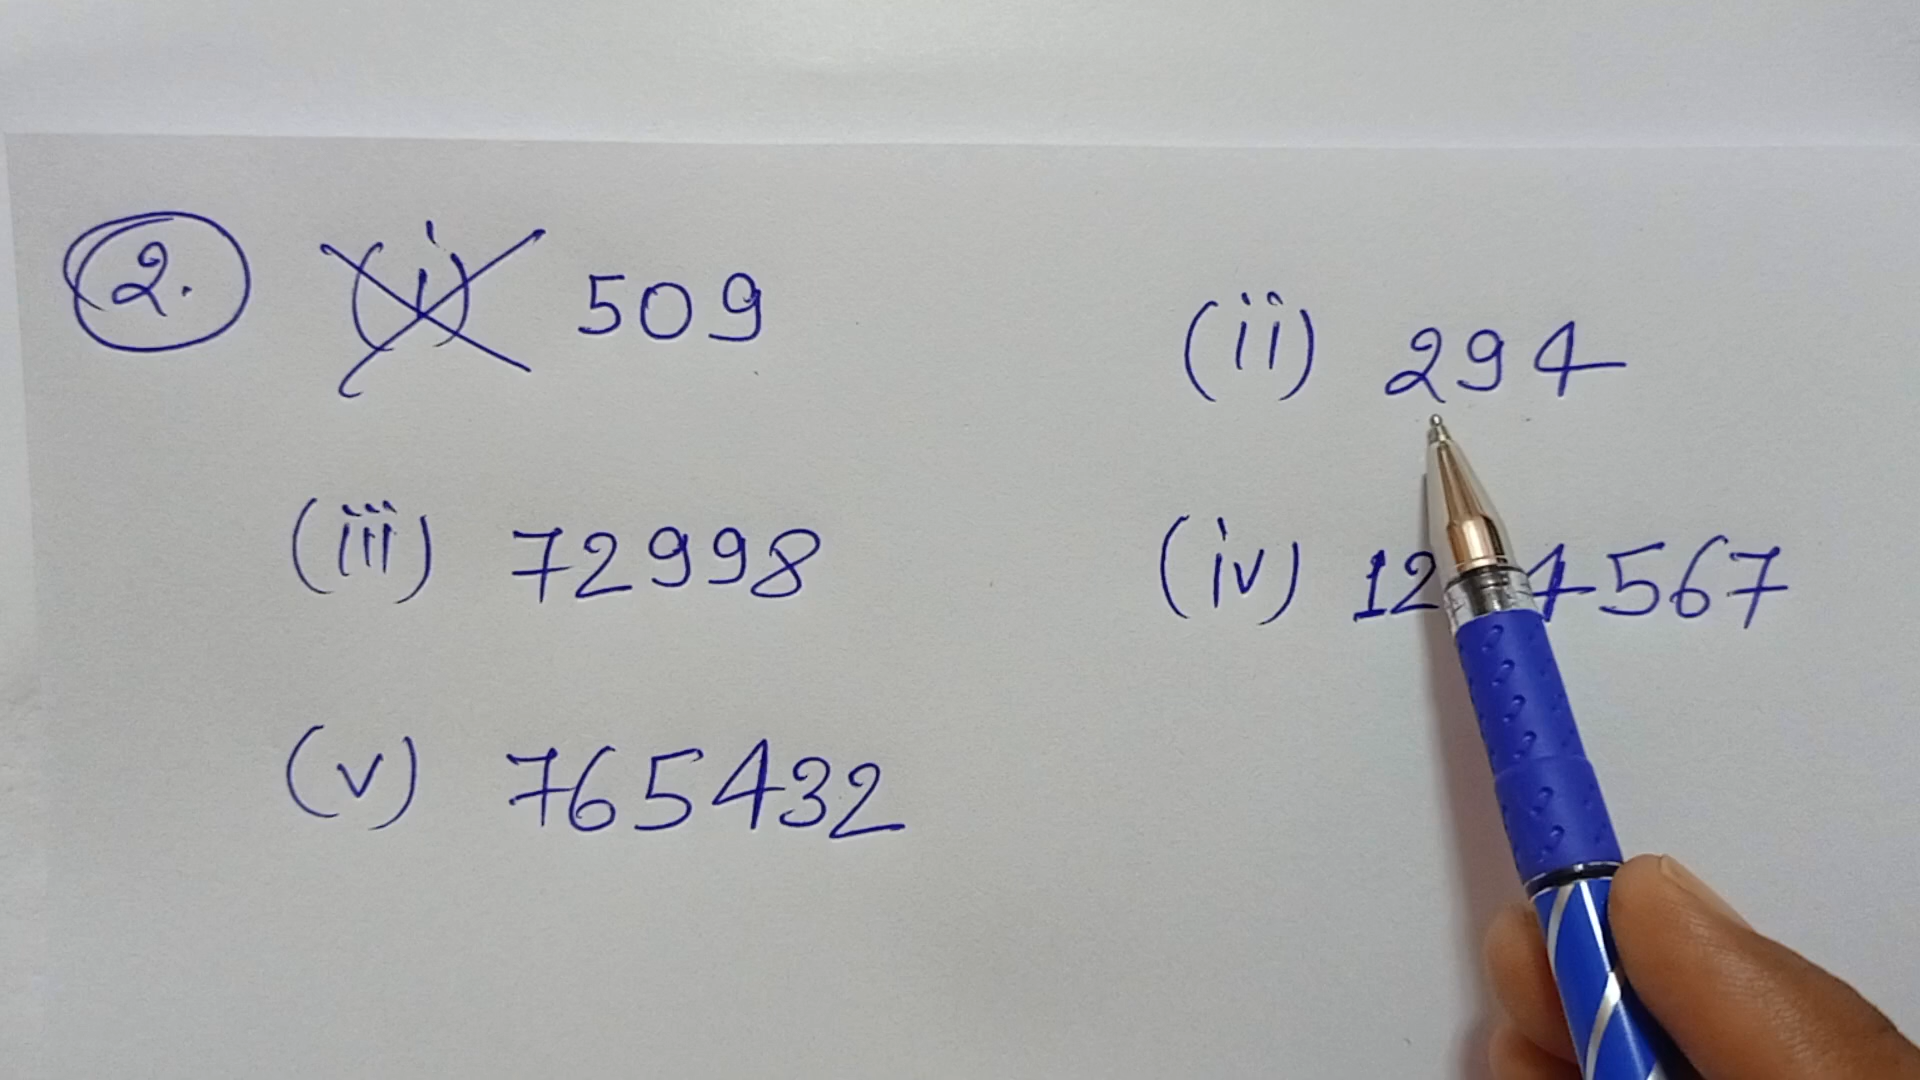 2. (i) 509 (ii) 294
(iii) 72998 (iv) 12 4567
(v) 765432